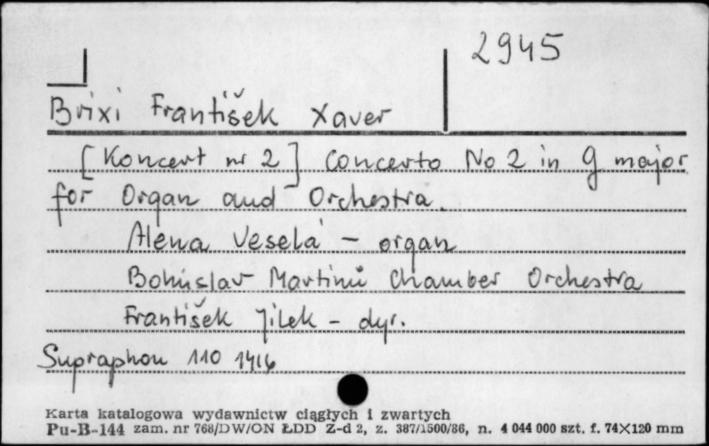 2945
Brixi František Xaver
[Koncert nr 2] Concerto No 2 in g major
for Organ and Orchestra.
Alena Veselá - organ
Bohuslav Martinů Chamber Orchestra
František Jílek - dyr.
Supraphon 110 1416
Karta katalogowa wydawnictw ciągłych i zwartych
Pu-B-144 zam. nr 768/DW/ON ŁDD Z-d 2, z. 387/1500/86, n. 4 044 000 szt. f. 74×120 mm